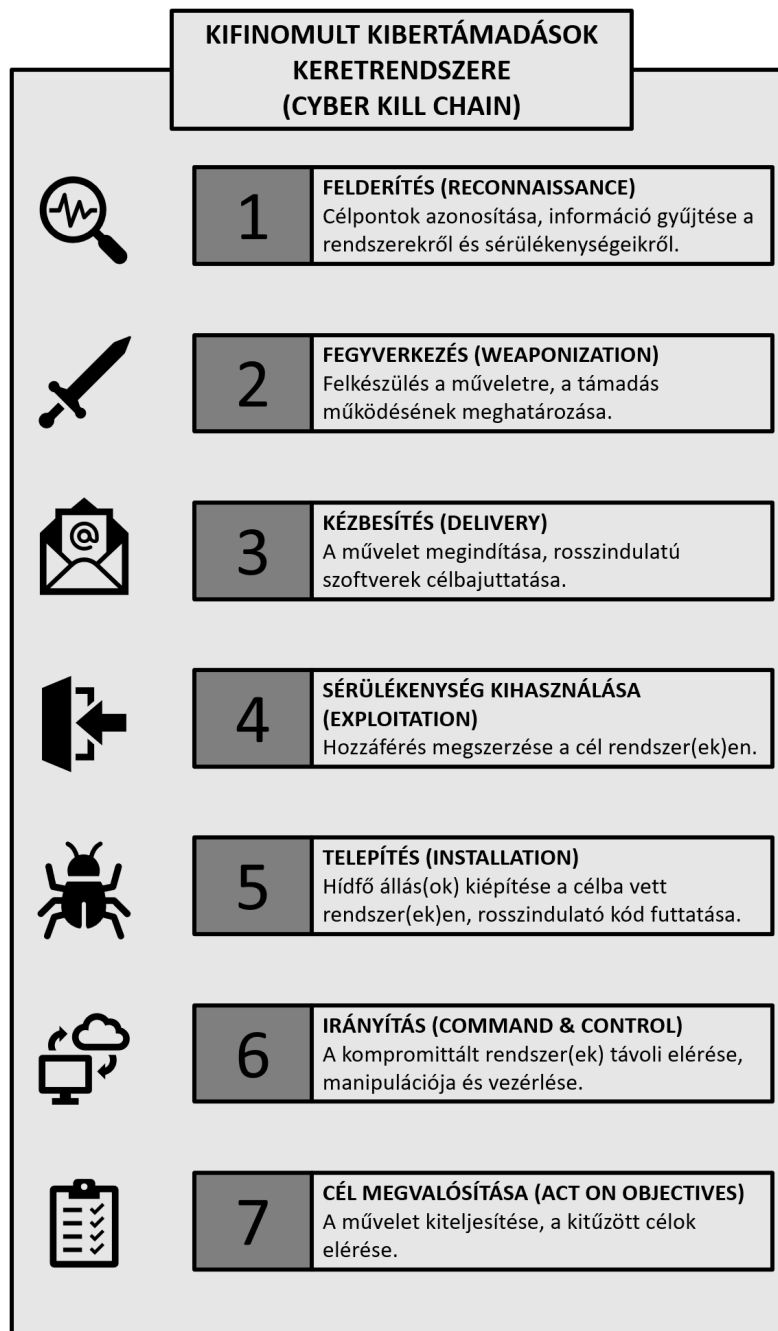 KIFINOMULT KIBERTÁMADÁSOK
KERETRENDSZERE
(CYBER KILL CHAIN)
1
FELDERÍTÉS (RECONNAISSANCE)
Célpontok azonosítása, információ gyűjtése a
rendszerekről és sérülékenységeikről.
2
FEGYVERKEZÉS (WEAPONIZATION)
Felkészülés a műveletre, a támadás
működésének meghatározása.
@
3
KÉZBESÍTÉS (DELIVERY)
A művelet megindítása, rosszindulatú
szoftverek célbajuttatása.
4
SÉRÜLÉKENYSÉG KIHASZNÁLÁSA
(EXPLOITATION)
Hozzáférés megszerzése a cél rendszer(ek)en.
5
TELEPÍTÉS (INSTALLATION)
Hídfő állás(ok) kiépítése a célba vett
rendszer(ek)en, rosszindulató kód futtatása.
6
IRÁNYÍTÁS (COMMAND & CONTROL)
A kompromittált rendszer(ek) távoli elérése,
manipulációja és vezérlése.
7
CÉL MEGVALÓSÍTÁSA (ACT ON OBJECTIVES)
A művelet kiteljesítése, a kitűzött célok
elérése.